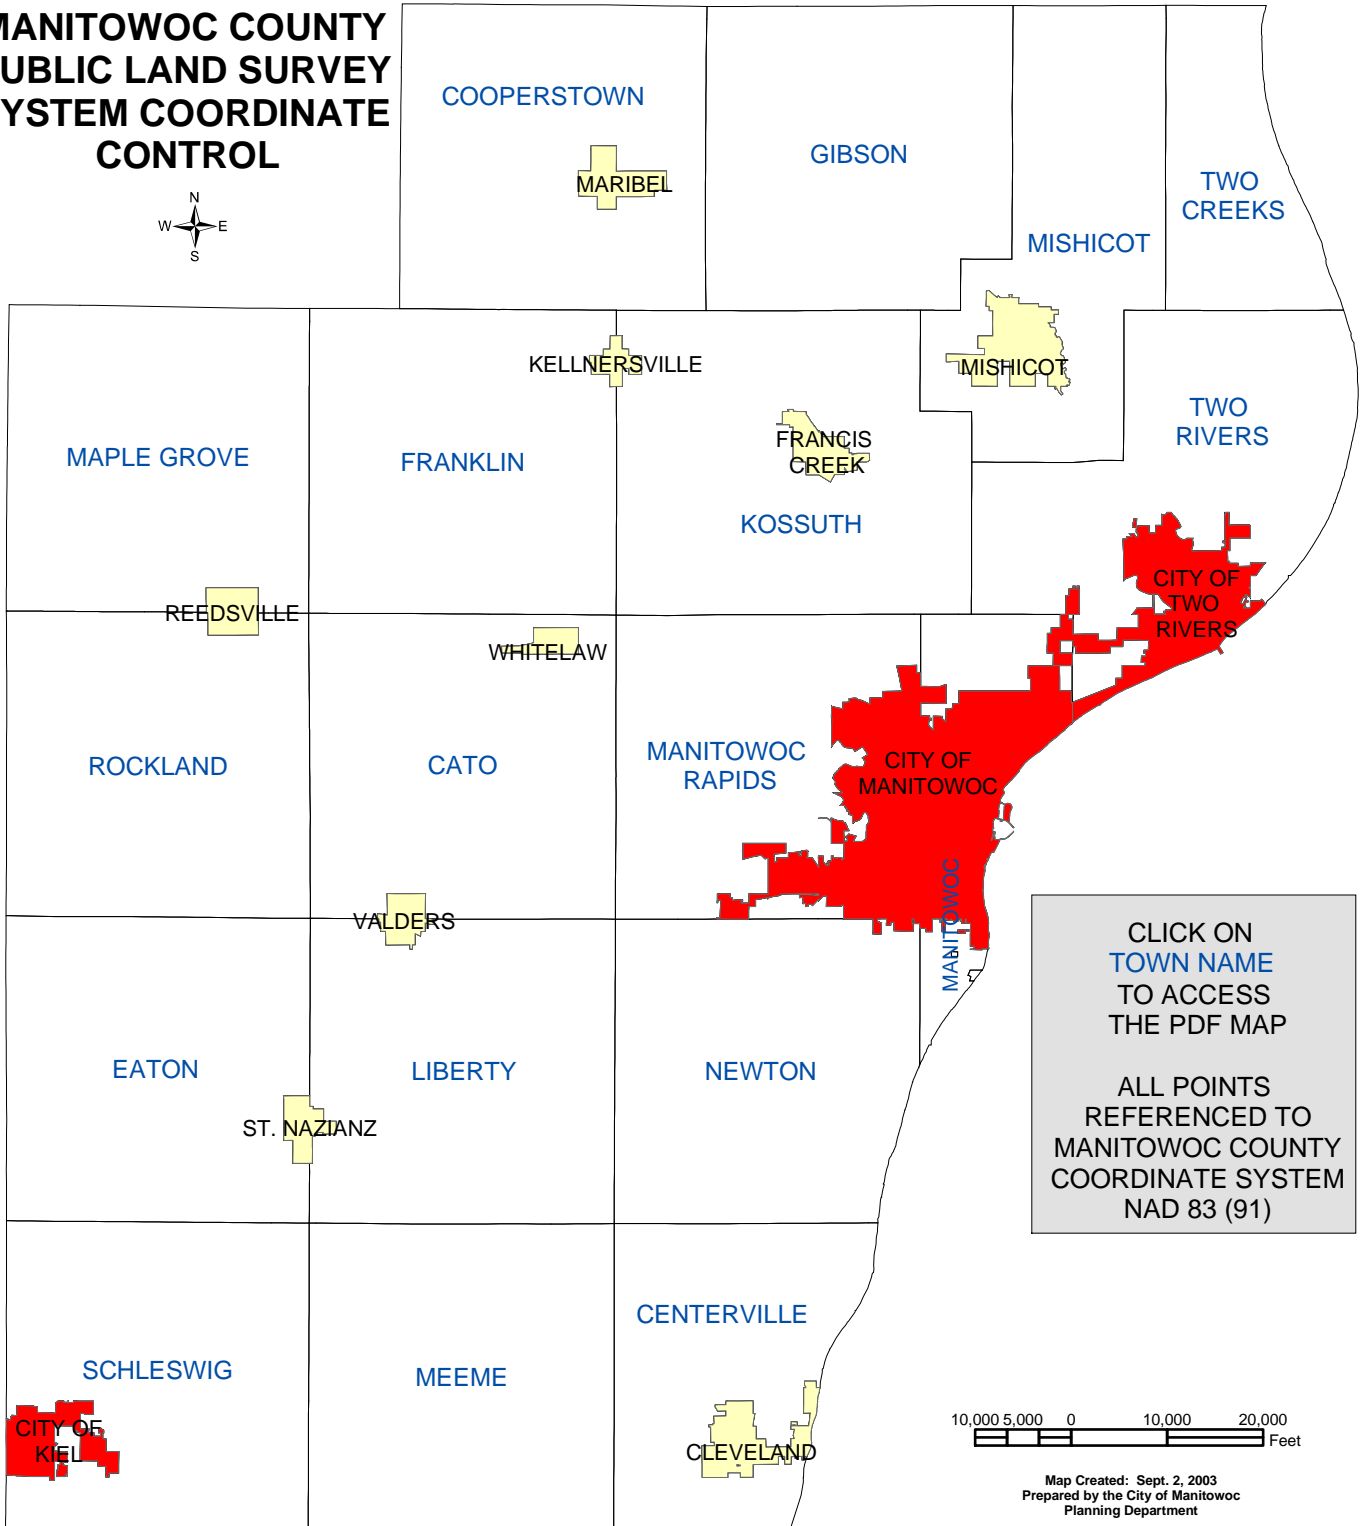 MANITOWOC COUNTY
PUBLIC LAND SURVEY
SYSTEM COORDINATE
CONTROL
N
W E
S
COOPERSTOWN
MARIBEL
GIBSON
TWO
CREEKS
MISHICOT
KELLNERSVILLE
MISHICOT
MAPLE GROVE
FRANKLIN
FRANCIS
CREEK
KOSSUTH
TWO
RIVERS
CITY OF
TWO
RIVERS
REEDSVILLE
WHITELAW
ROCKLAND
CATO
MANITOWOC
RAPIDS
CITY OF
MANITOWOC
MANITOWOC
VALDERS
CLICK ON
TOWN NAME
TO ACCESS
THE PDF MAP
ALL POINTS
REFERENCED TO
MANITOWOC COUNTY
COORDINATE SYSTEM
NAD 83 (91)
EATON
LIBERTY
NEWTON
ST. NAZIANZ
CENTERVILLE
SCHLESWIG
MEEME
CITY OF
KIEL
CLEVELAND
10,000 5,000 0 10,000 20,000
Feet
Map Created: Sept. 2, 2003
Prepared by the City of Manitowoc
Planning Department